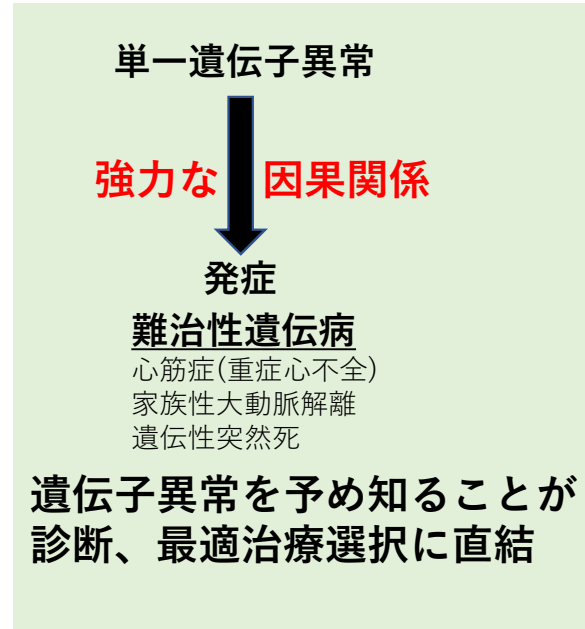 単一遺伝子異常
強力な 因果関係
発症
難治性遺伝病
心筋症(重症心不全)
家族性大動脈解離
遺伝性突然死
遺伝子異常を予め知ることが
診断、最適治療選択に直結